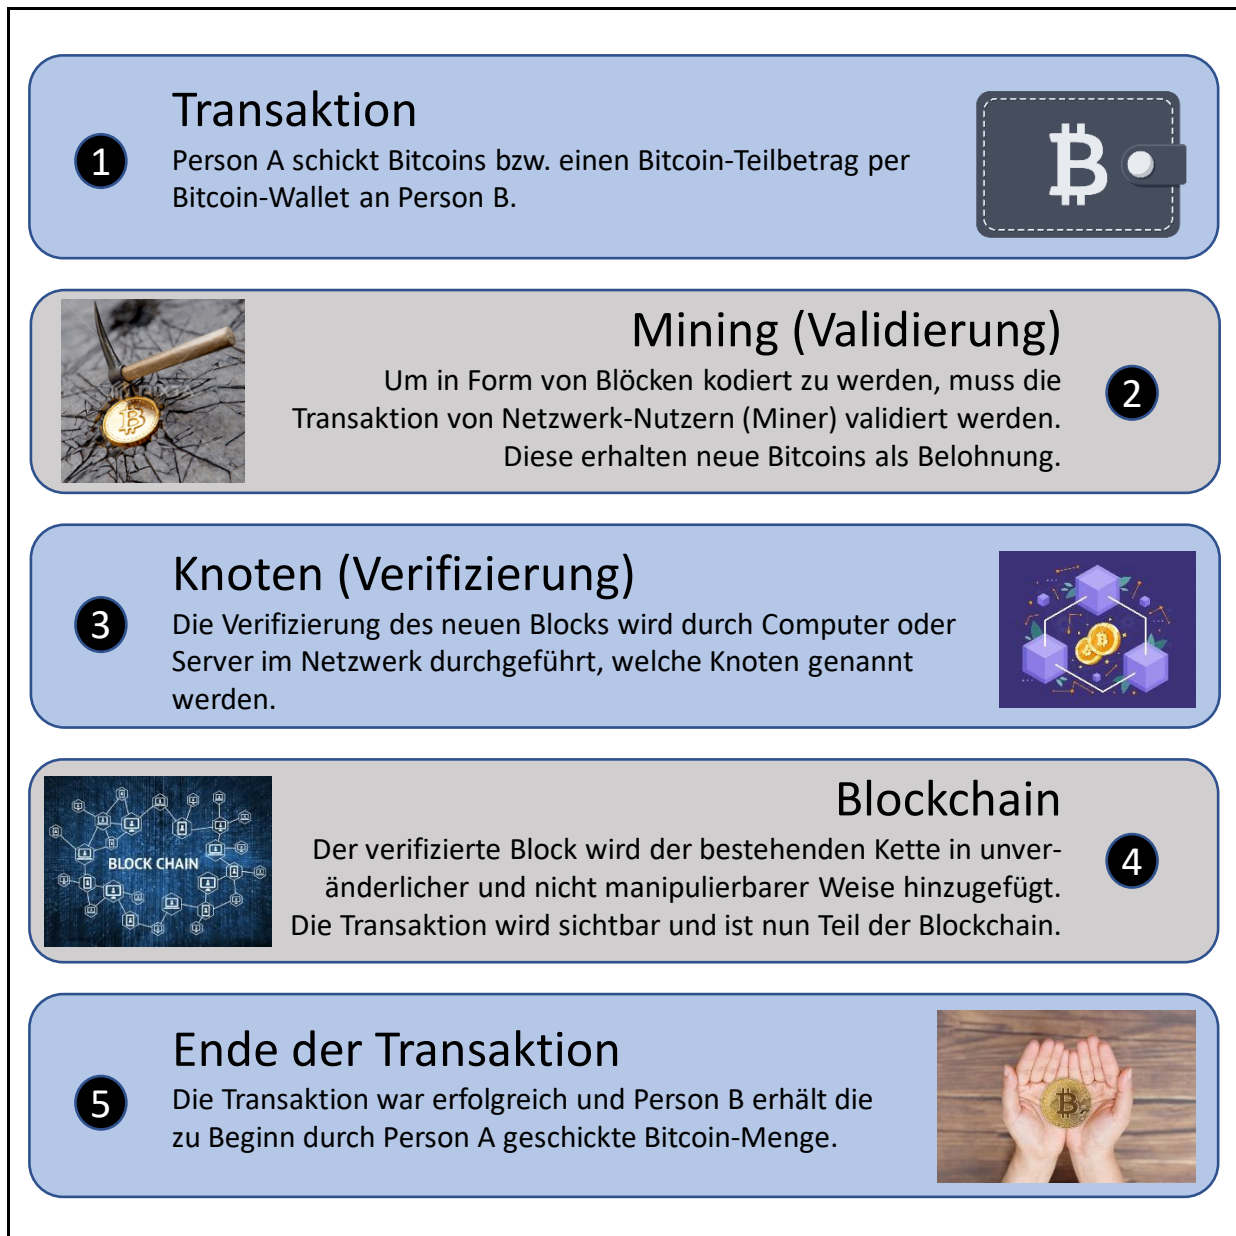 Transaktion
1
Person A schickt Bitcoins bzw. einen Bitcoin-Teilbetrag per
Bitcoin-Wallet an Person B.
Mining (Validierung)
2
Um in Form von Blöcken kodiert zu werden, muss die
Transaktion von Netzwerk-Nutzern (Miner) validiert werden.
Diese erhalten neue Bitcoins als Belohnung.
Knoten (Verifizierung)
3
Die Verifizierung des neuen Blocks wird durch Computer oder
Server im Netzwerk durchgeführt, welche Knoten genannt
werden.
Blockchain
4
BLOCK CHAIN
Der verifizierte Block wird der bestehenden Kette in unver-
änderlicher und nicht manipulierbarer Weise hinzugefügt.
Die Transaktion wird sichtbar und ist nun Teil der Blockchain.
Ende der Transaktion
5
Die Transaktion war erfolgreich und Person B erhält die
zu Beginn durch Person A geschickte Bitcoin-Menge.